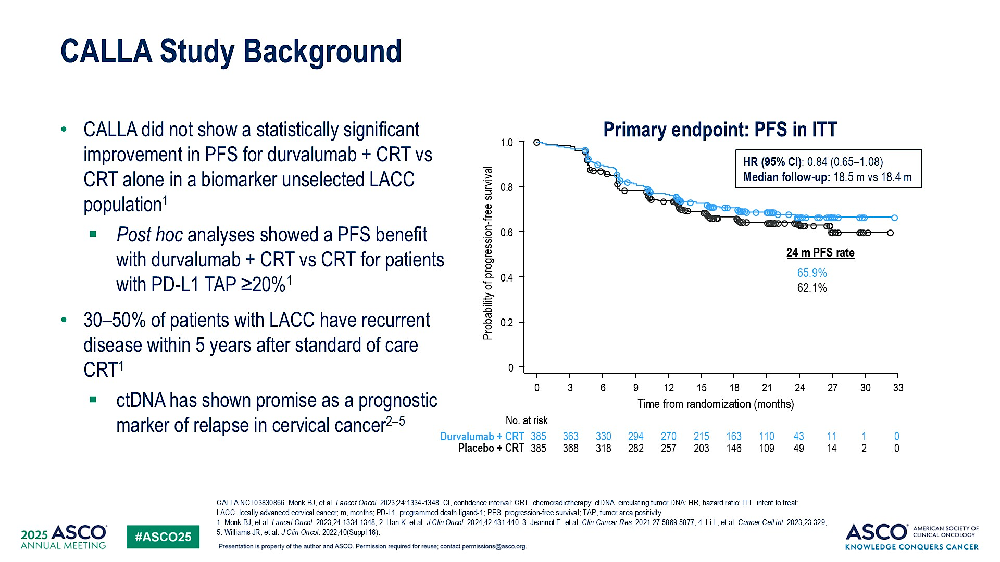 CALLA Study Background
• CALLA did not show a statistically significant
improvement in PFS for durvalumab + CRT vs
CRT alone in a biomarker unselected LACC
population1
▪ Post hoc analyses showed a PFS benefit
with durvalumab + CRT vs CRT for patients
with PD-L1 TAP ≥20%1
• 30–50% of patients with LACC have recurrent
disease within 5 years after standard of care
CRT1
▪ ctDNA has shown promise as a prognostic
marker of relapse in cervical cancer2–5
Primary endpoint: PFS in ITT
HR (95% CI): 0.84 (0.65–1.08)
Median follow-up: 18.5 m vs 18.4 m
Probability of progression-free survival
1.0
0.8
0.6
0.4
0.2
0
24 m PFS rate
65.9%
62.1%
0 3 6 9 12 15 18 21 24 27 30 33
Time from randomization (months)
No. at risk
Durvalumab + CRT 385 363 330 294 270 215 163 110 43 11 1 0
Placebo + CRT 385 368 318 282 257 203 146 109 49 14 2 0
CALLA NCT03830866. Monk BJ, et al. Lancet Oncol. 2023;24:1334-1348. CI, confidence interval; CRT, chemoradiotherapy; ctDNA, circulating tumor DNA; HR, hazard ratio; ITT, intent to treat;
LACC, locally advanced cervical cancer; m, months; PD-L1, programmed death ligand-1; PFS, progression-free survival; TAP, tumor area positivity.
1. Monk BJ, et al. Lancet Oncol. 2023;24:1334-1348; 2. Han K, et al. J Clin Oncol. 2024;42:431-440; 3. Jeannot E, et al. Clin Cancer Res. 2021;27:5869-5877; 4. Li L, et al. Cancer Cell Int. 2023;23:329;
5. Williams JR, et al. J Clin Oncol. 2022;40(Suppl 16).
Presentation is property of the author and ASCO. Permission required for reuse; contact permissions@asco.org.
2025 ASCO®
ANNUAL MEETING
#ASCO25
ASCO® AMERICAN SOCIETY OF
CLINICAL ONCOLOGY
KNOWLEDGE CONQUERS CANCER